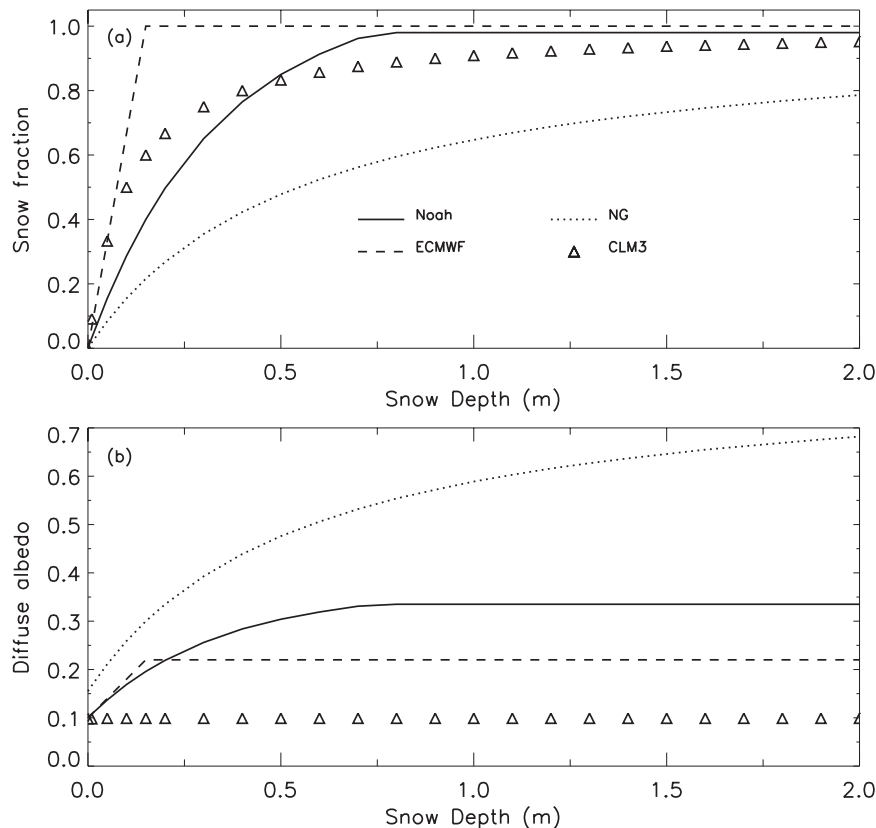 (a)
Snow fraction
1.0
0.8
0.6
0.4
0.2
0.0
Noah
NG
ECMWF
CLM3
0.0 0.5 1.0 1.5 2.0
Snow Depth (m)
(b)
Diffuse albedo
0.7
0.6
0.5
0.4
0.3
0.2
0.1
0.0
0.0 0.5 1.0 1.5 2.0
Snow Depth (m)